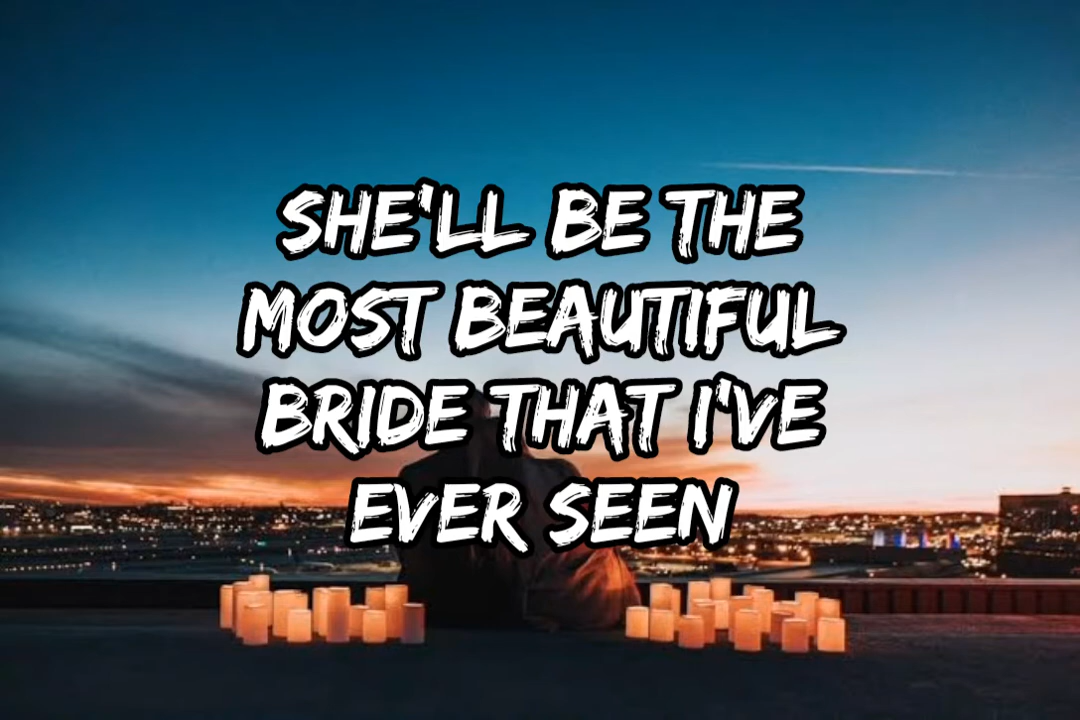 SHE'LL BE THE
MOST BEAUTIFUL
BRIDE THAT I'VE
EVER SEEN